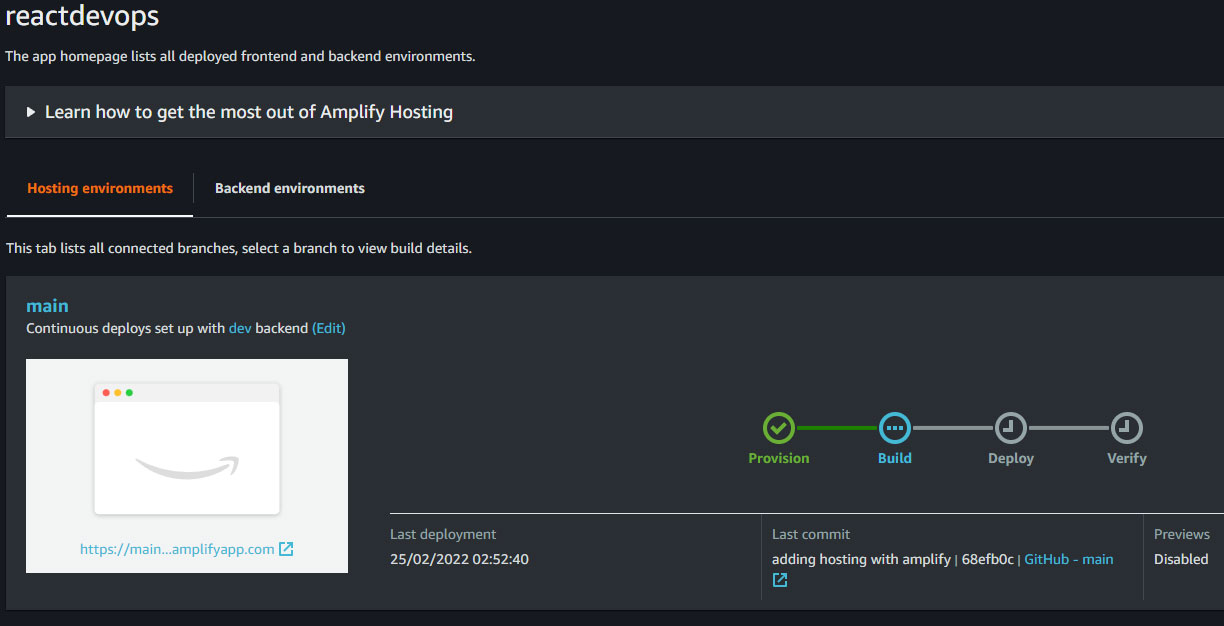 reactdevops
The app homepage lists all deployed frontend and backend environments.
Learn how to get the most out of Amplify Hosting
Hosting environments
Backend environments
This tab lists all connected branches, select a branch to view build details.
main
Continuous deploys set up with dev backend (Edit)
https://main...amplifyapp.com
Provision
Build
Deploy
Verify
Last deployment
25/02/2022 02:52:40
Last commit
adding hosting with amplify | 68efb0c | GitHub - main
Previews
Disabled